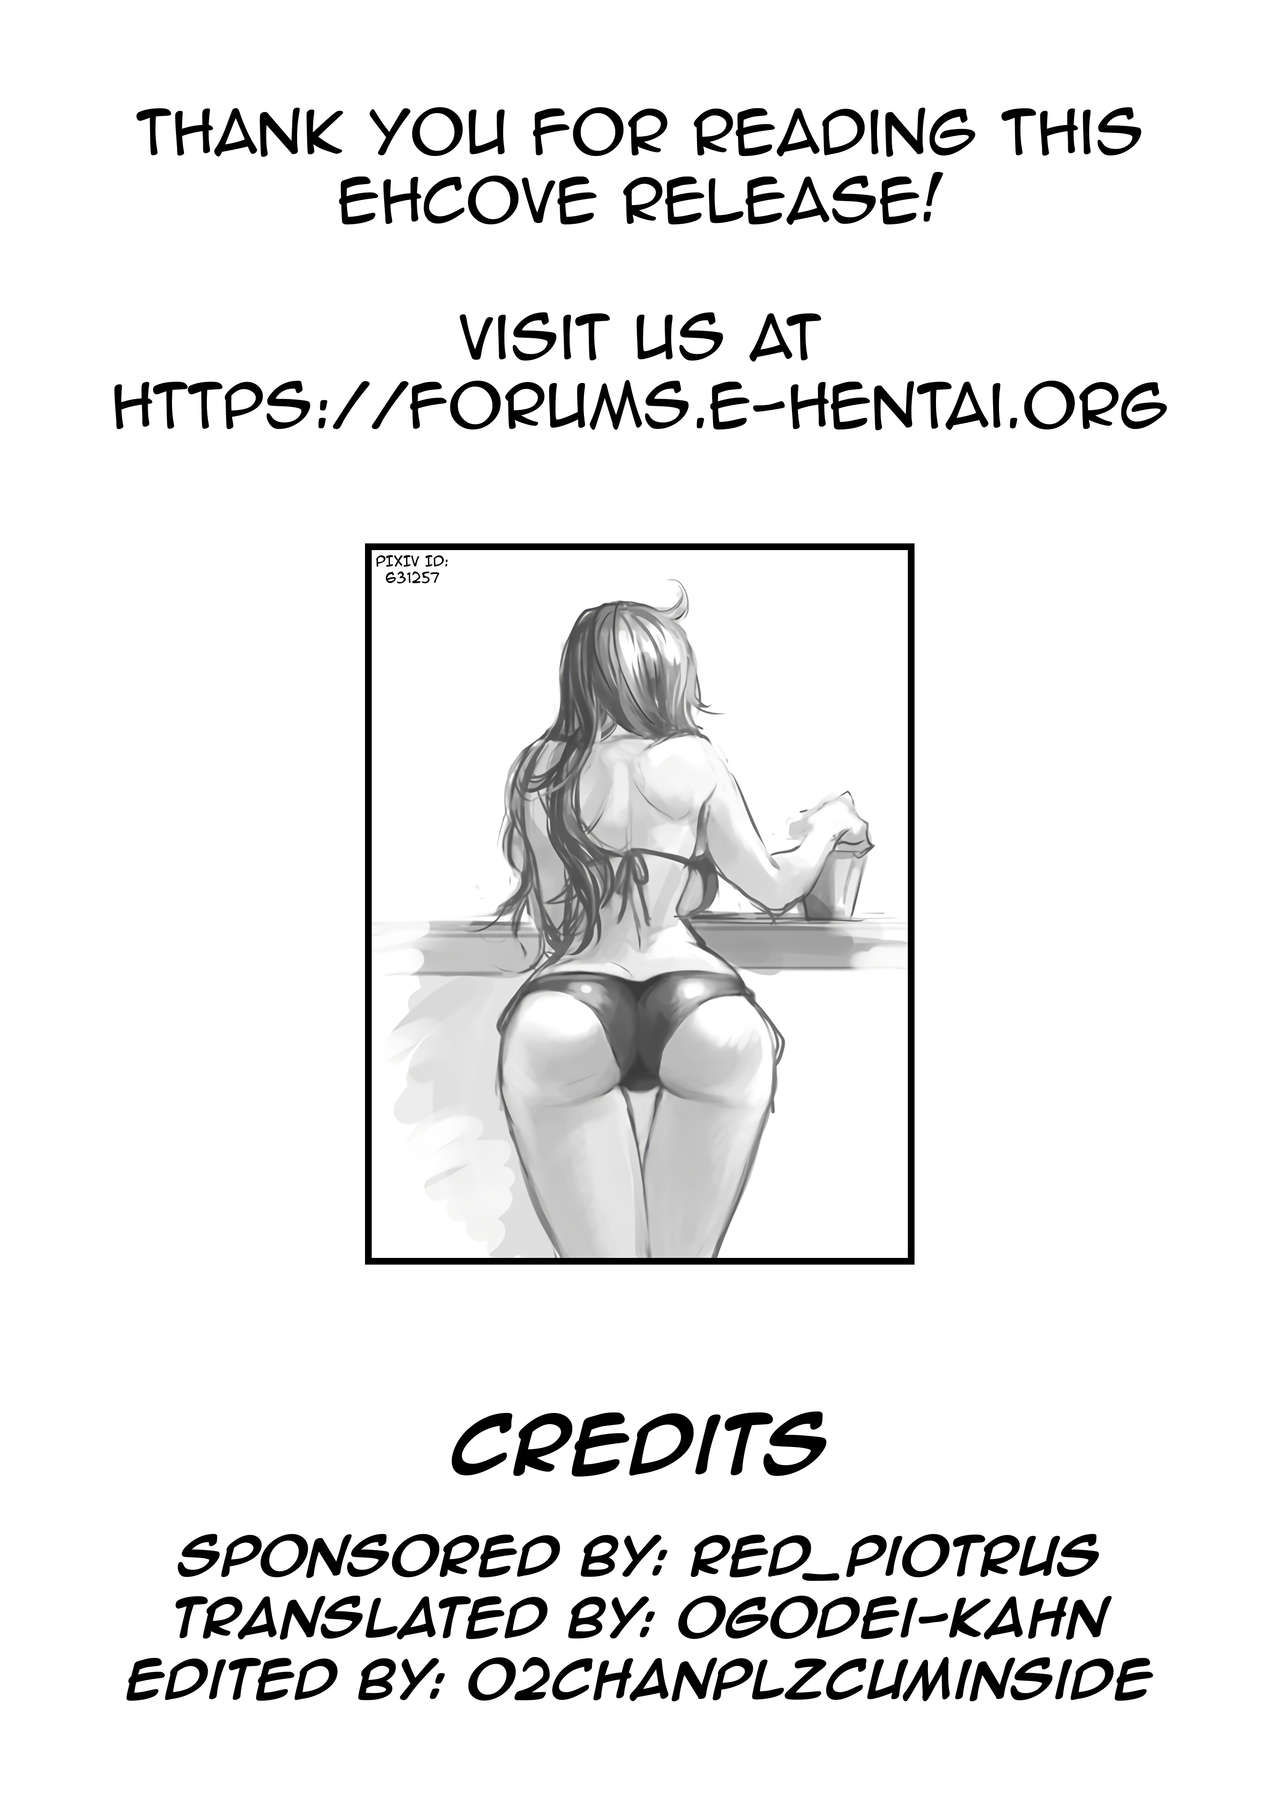 THANK YOU FOR READING THIS
EHCOVE RELEASE!
VISIT US AT
HTTPS://FORUMS.E-HENTAI.ORG
PIXIV ID:
631257
CREDITS
SPONSORED BY: RED_PIOTRUS
TRANSLATED BY: OGODEI-KAHN
EDITED BY: 02CHANPLZCUMINSIDE